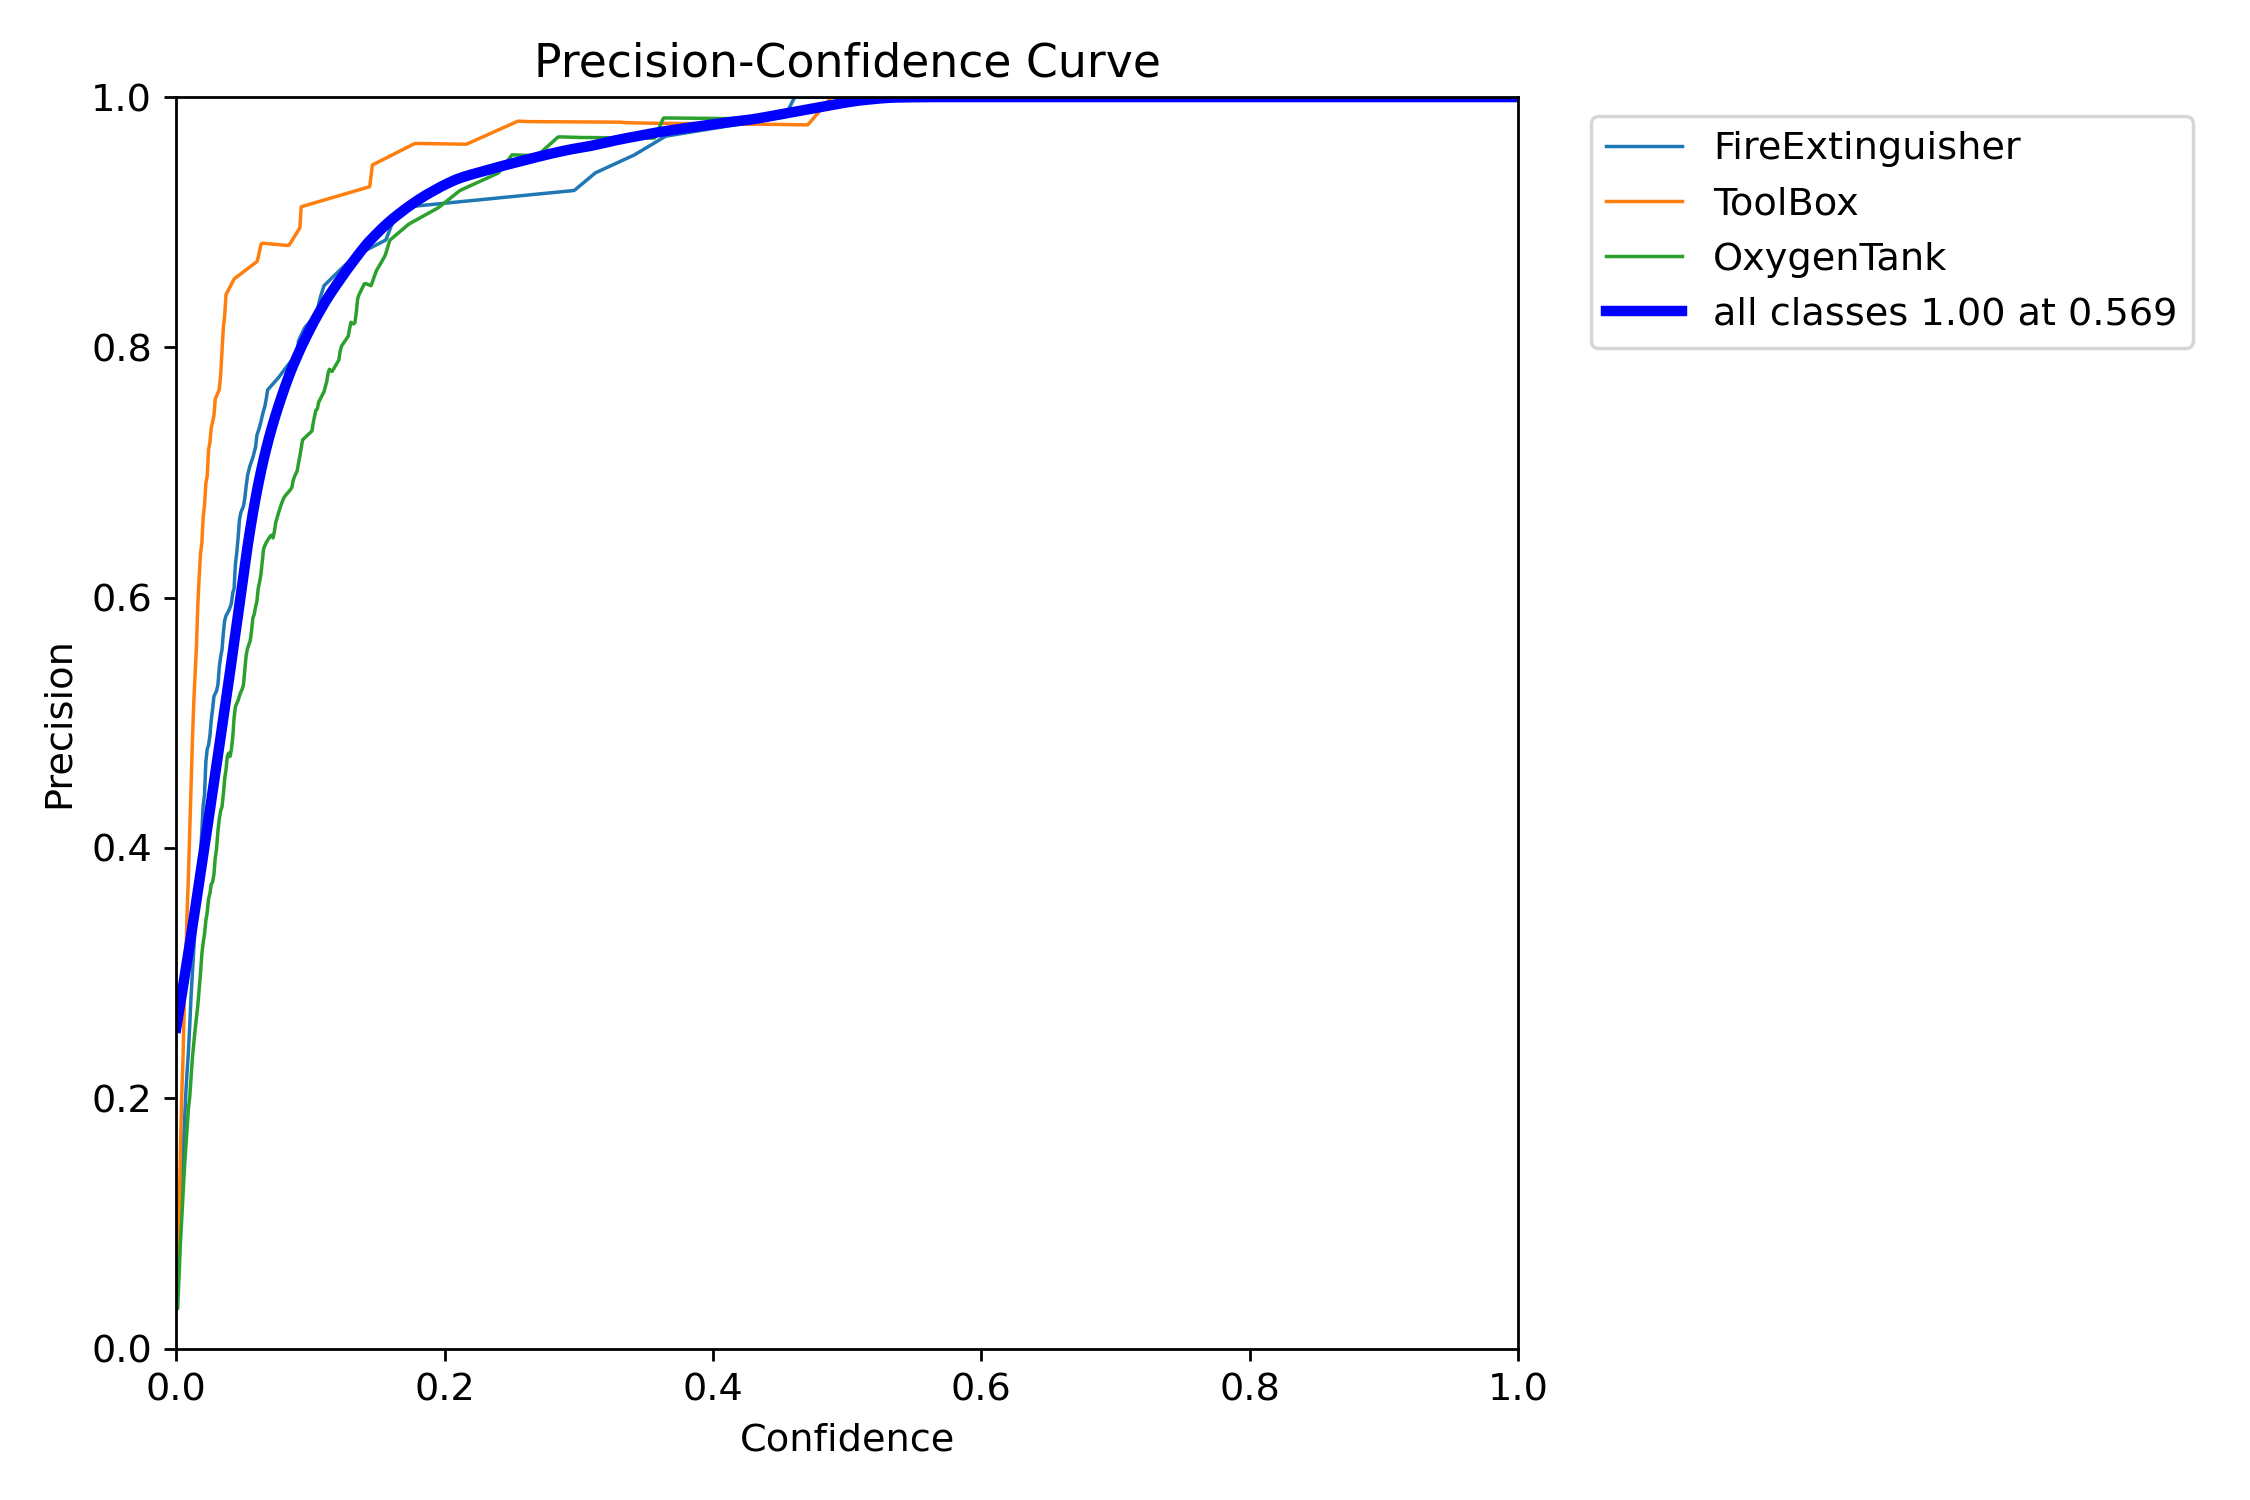 Precision-Confidence Curve
1.0
0.8
0.6
0.4
0.2
0.0
Precision
0.0 0.2 0.4 0.6 0.8 1.0
Confidence
FireExtinguisher
ToolBox
OxygenTank
all classes 1.00 at 0.569